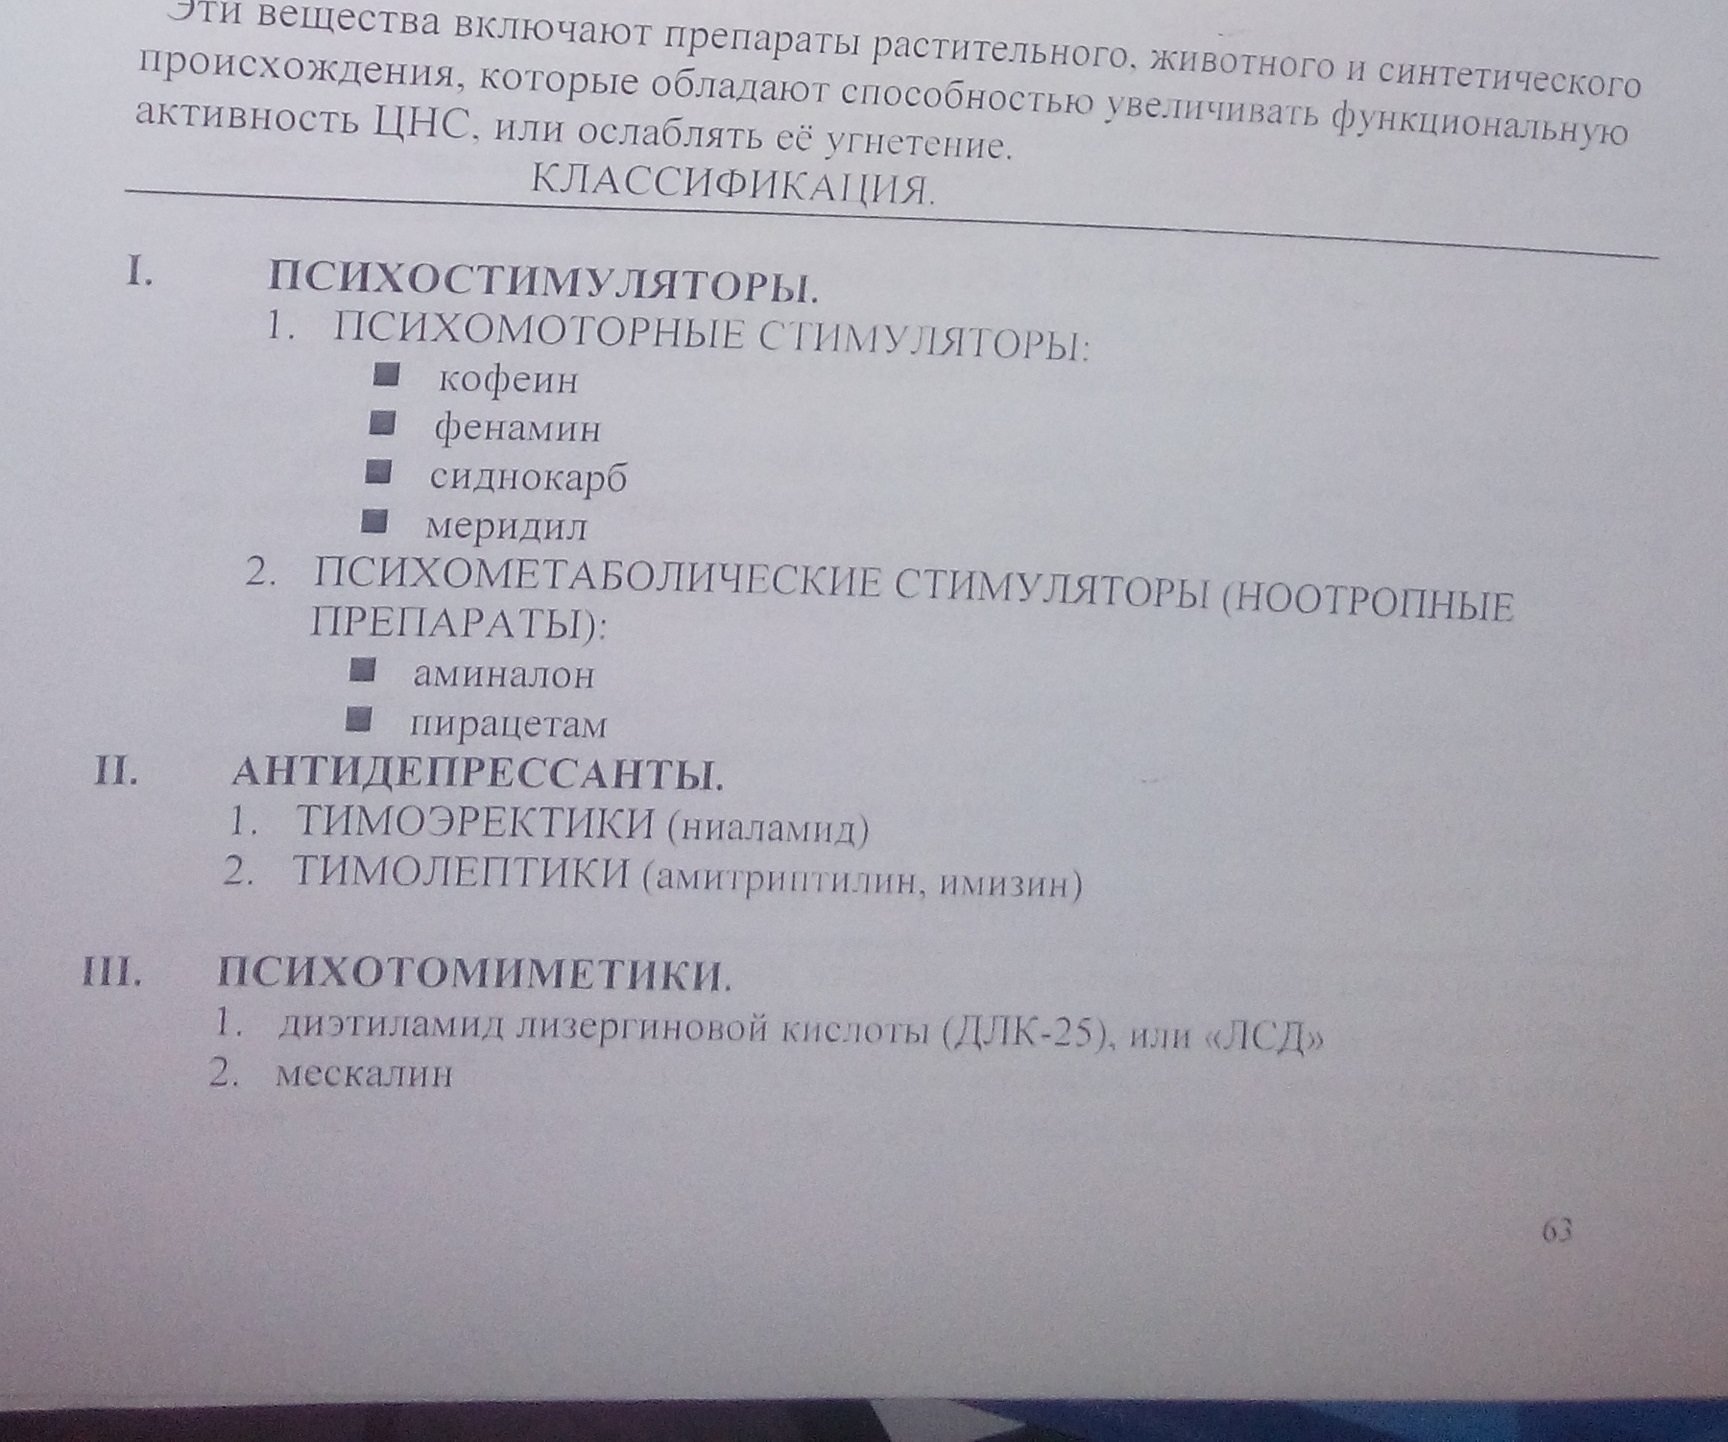 Эти вещества включают препараты растительного, животного и синтетического
происхождения, которые обладают способностью увеличивать функциональную
активность ЦНС, или ослаблять её угнетение.
КЛАССИФИКАЦИЯ.
I. ПСИХОСТИМУЛЯТОРЫ.
1. ПСИХОМОТОРНЫЕ СТИМУЛЯТОРЫ:
■ кофеин
■ фенамин
■ сиднокарб
■ меридил
2. ПСИХОМЕТАБОЛИЧЕСКИЕ СТИМУЛЯТОРЫ (НООТРОПНЫЕ
ПРЕПАРАТЫ):
■ аминалон
■ пирацетам
II. АНТИДЕПРЕССАНТЫ.
1. ТИМОЭРЕКТИКИ (ниаламид)
2. ТИМОЛЕПТИКИ (амитриптилин, имизин)
III. ПСИХОТОМИМЕТИКИ.
1. диэтиламид лизергиновой кислоты (ДЛК-25), или «ЛСД»
2. мескалин
63